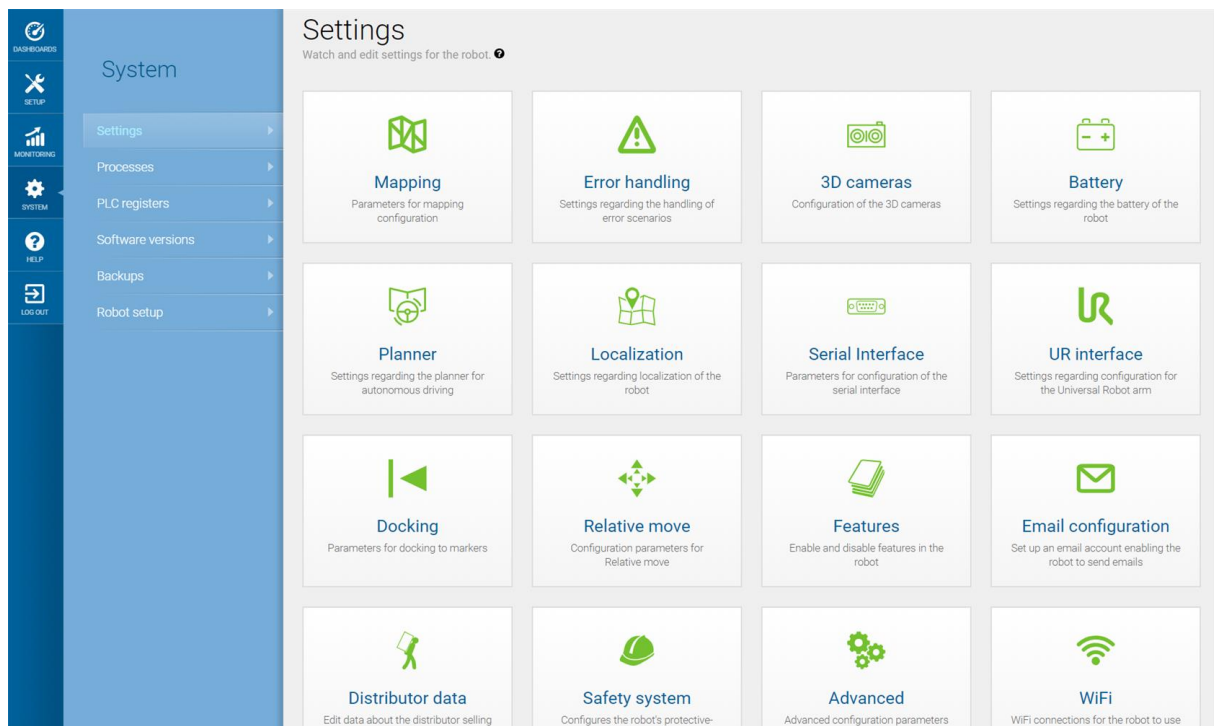 DASHBOARDS
SETUP
MONITORING
SYSTEM
HELP
LOG OUT
System
Settings
Processes
PLC registers
Software versions
Backups
Robot setup
Settings
Watch and edit settings for the robot. ?
Mapping
Parameters for mapping
configuration
Error handling
Settings regarding the handling of
error scenarios
3D cameras
Configuration of the 3D cameras
Battery
Settings regarding the battery of the
robot
Planner
Settings regarding the planner for
autonomous driving
Localization
Settings regarding localization of the
robot
Serial Interface
Parameters for configuration of the
serial interface
UR
UR interface
Settings regarding configuration for
the Universal Robot arm
Docking
Parameters for docking to markers
Relative move
Configuration parameters for
Relative move
Features
Enable and disable features in the
robot
Email configuration
Set up an email account enabling the
robot to send emails
Distributor data
Edit data about the distributor selling
Safety system
Configures the robot's protective-
Advanced
Advanced configuration parameters
WiFi
WiFi connections for the robot to use